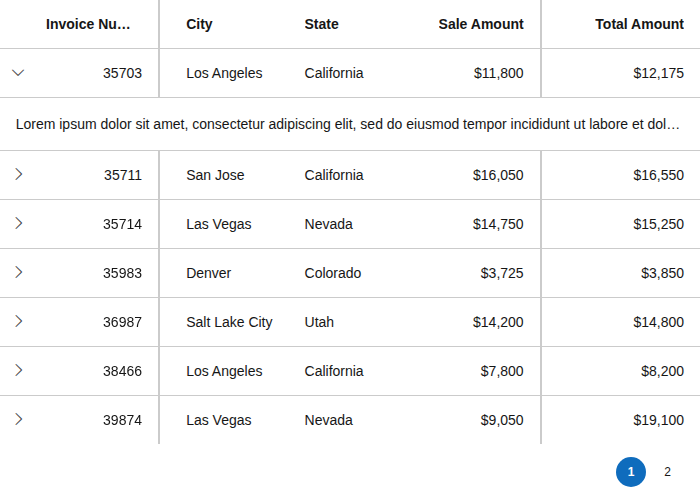 Invoice Nu… City State Sale Amount Total Amount
35703 Los Angeles California $11,800 $12,175
Lorem ipsum dolor sit amet, consectetur adipiscing elit, sed do eiusmod tempor incididunt ut labore et dol…
35711 San Jose California $16,050 $16,550
35714 Las Vegas Nevada $14,750 $15,250
35983 Denver Colorado $3,725 $3,850
36987 Salt Lake City Utah $14,200 $14,800
38466 Los Angeles California $7,800 $8,200
39874 Las Vegas Nevada $9,050 $19,100
1 2